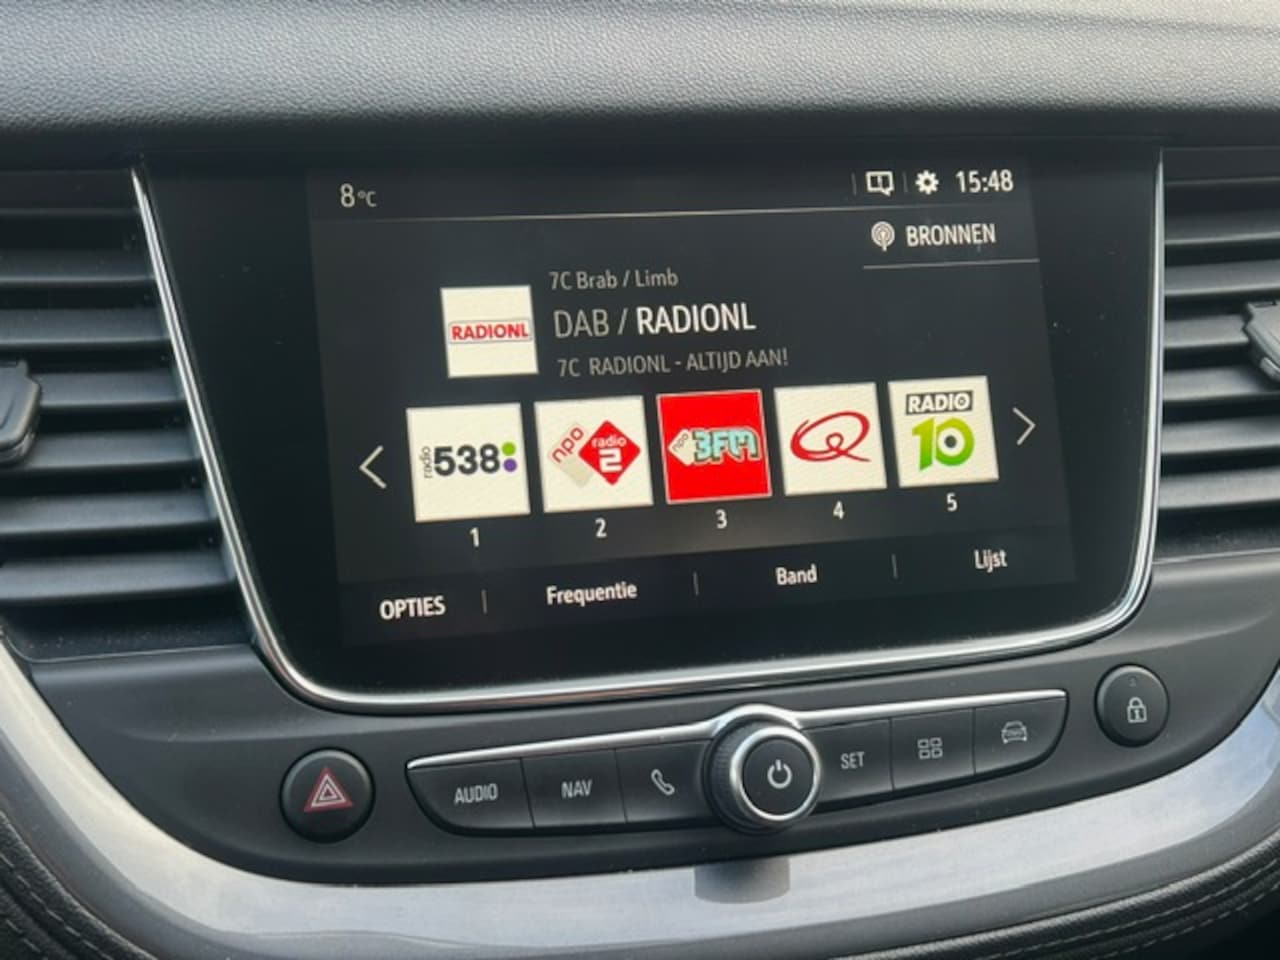 8°C
15:48
BRONNEN
7C Brab / Limb
RADIONL
DAB / RADIONL
7C RADIONL - ALTIJD AAN!
radio 538
npo radio 2
npo 3FM
Q
RADIO 10
1
2
3
4
5
OPTIES
Frequentie
Band
Lijst
AUDIO
NAV
SET